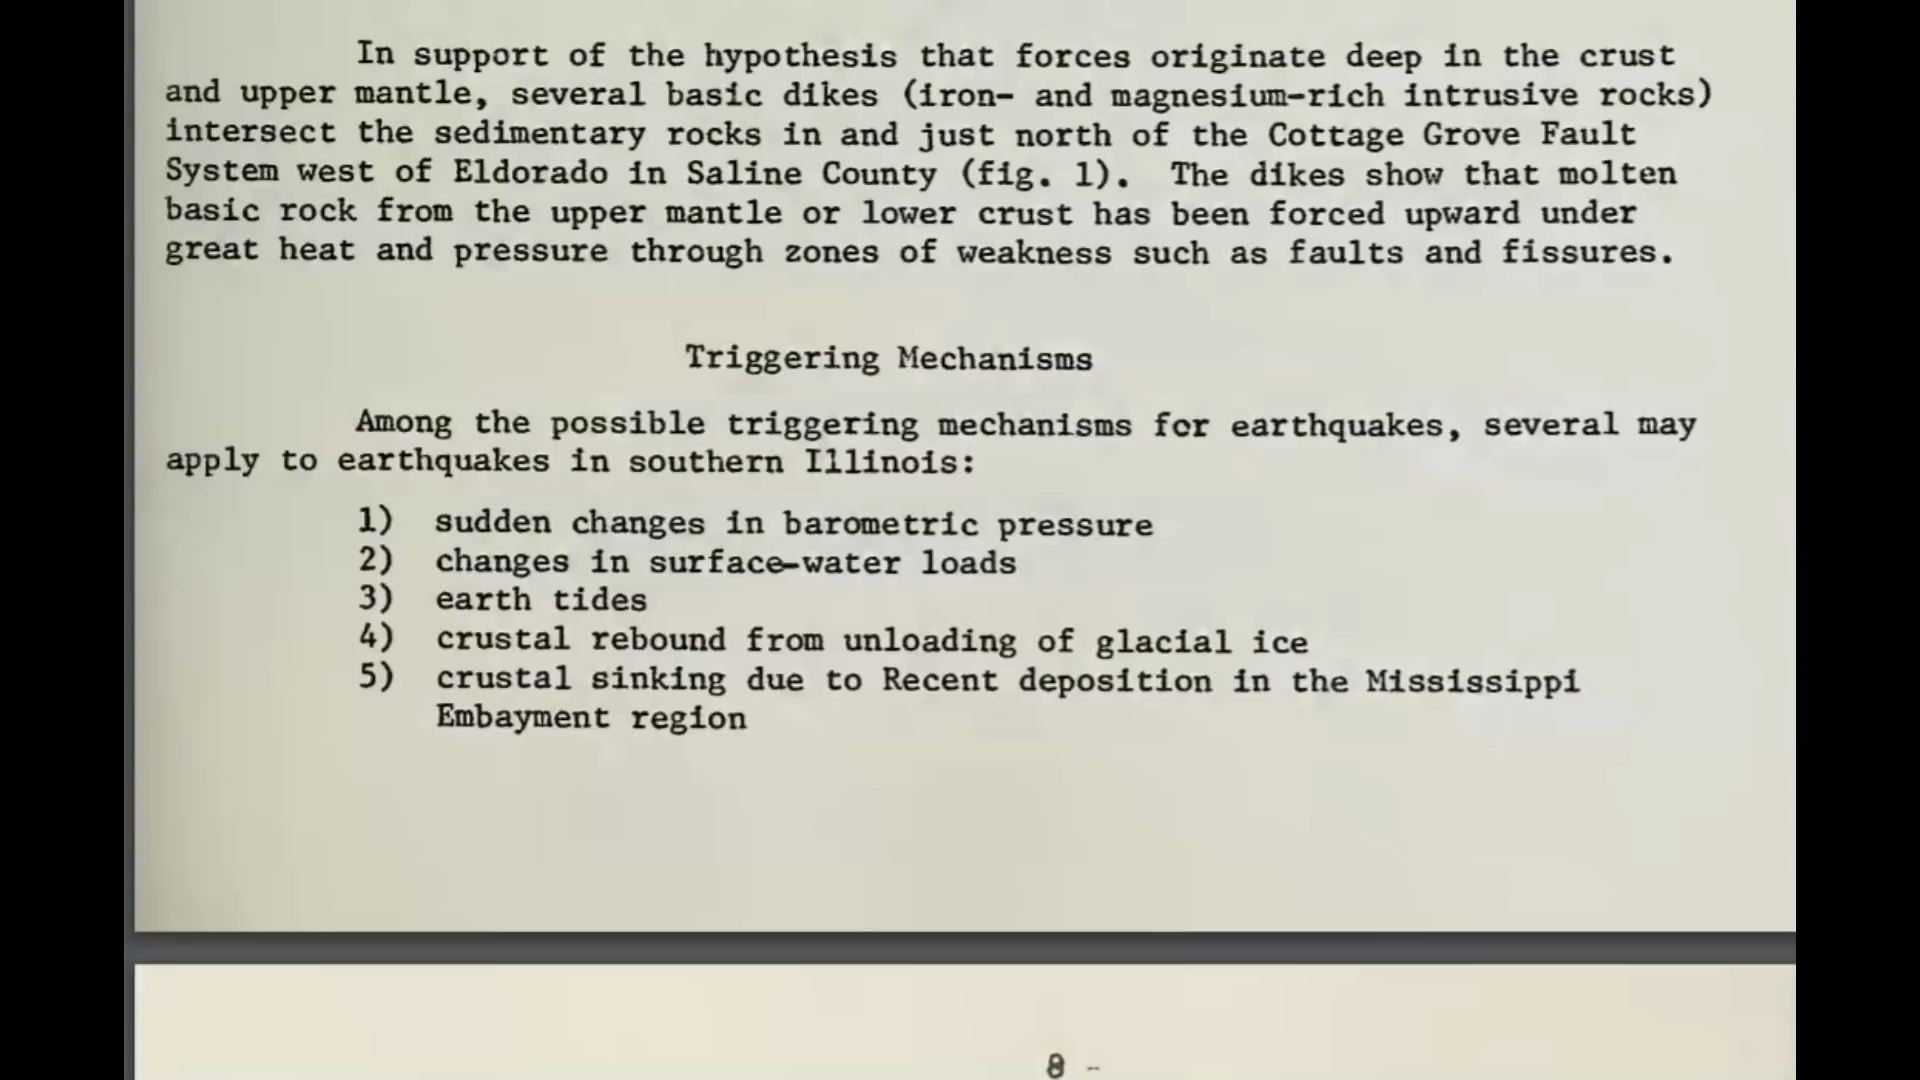 In support of the hypothesis that forces originate deep in the crust
and upper mantle, several basic dikes (iron- and magnesium-rich intrusive rocks)
intersect the sedimentary rocks in and just north of the Cottage Grove Fault
System west of Eldorado in Saline County (fig. 1). The dikes show that molten
basic rock from the upper mantle or lower crust has been forced upward under
great heat and pressure through zones of weakness such as faults and fissures.
Triggering Mechanisms
Among the possible triggering mechanisms for earthquakes, several may
apply to earthquakes in southern Illinois:
1) sudden changes in barometric pressure
2) changes in surface-water loads
3) earth tides
4) crustal rebound from unloading of glacial ice
5) crustal sinking due to Recent deposition in the Mississippi
Embayment region
8 -